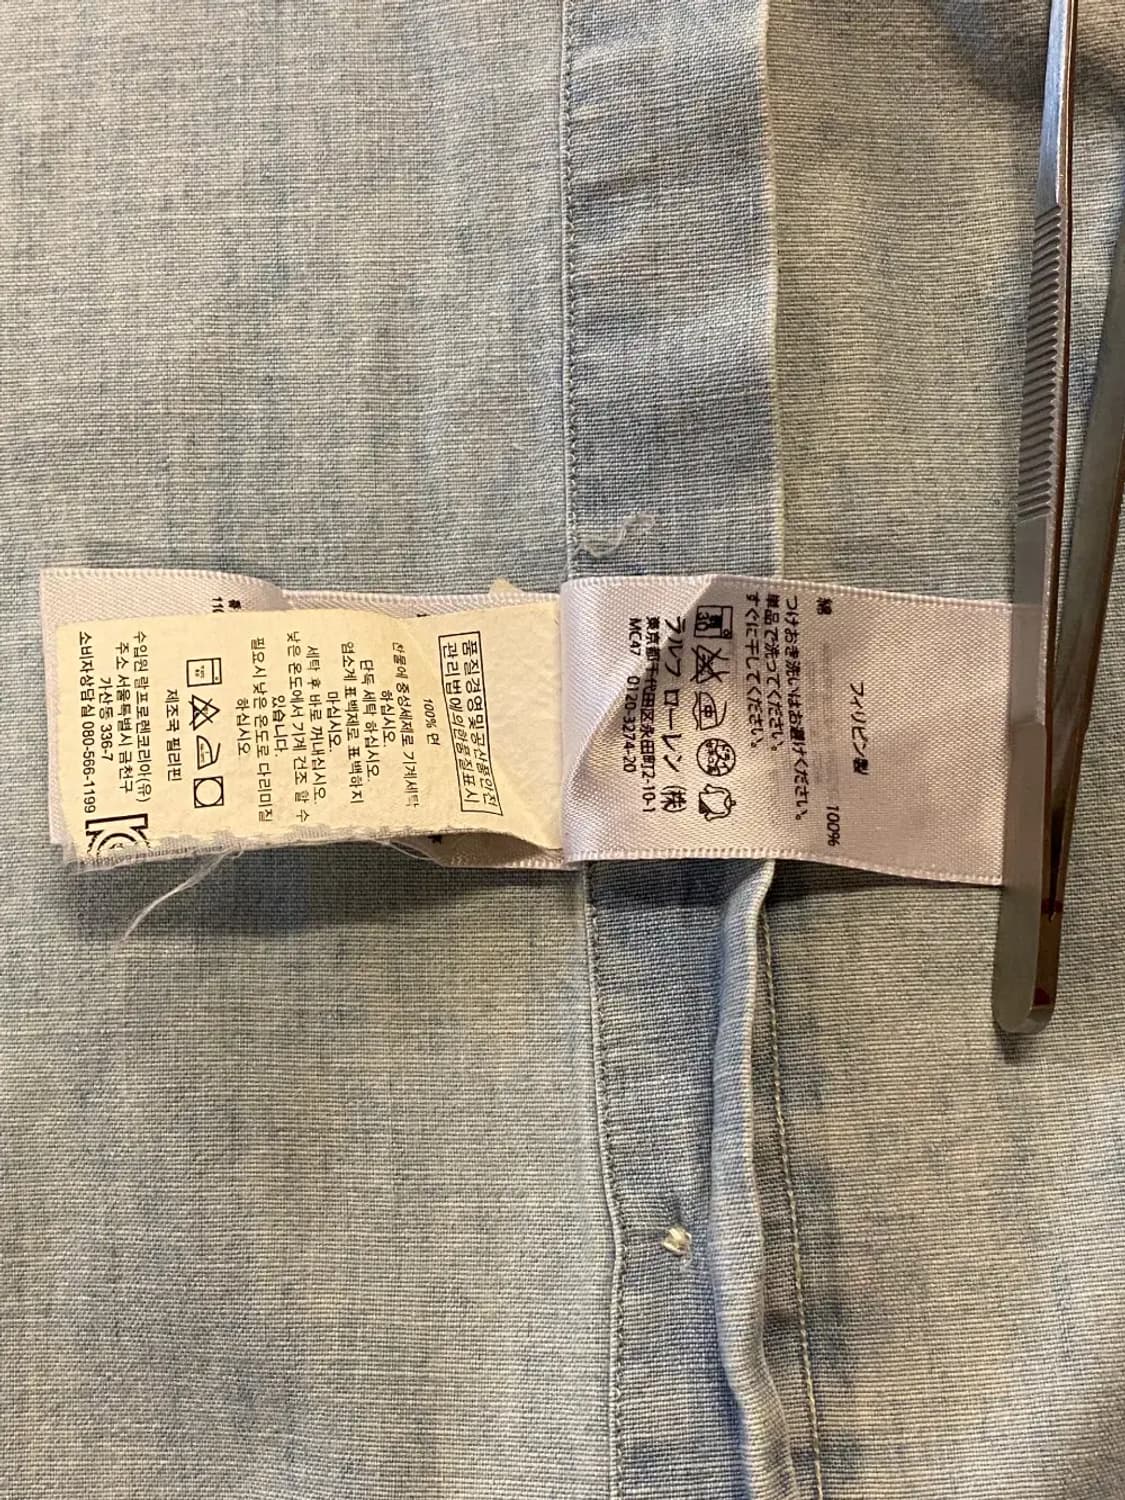 품질경영및공산품안전
관리법에의한품질표시
100% 면
찬물에 중성세제로 기계세탁
하십시오.
단독 세탁 하십시오.
염소계 표백제로 표백하지
마십시오.
세탁 후 바로 꺼내십시오.
낮은 온도에서 기계 건조 할 수
있습니다.
필요시 낮은 온도로 다리미질
하십시오.
제조국 필리핀
수입원 랄프로렌코리아(유)
주소 서울특별시 금천구
가산동 336-7
소비자상담실 080-566-1199
フィリピン製
綿 100%
つけおき洗いはお避けください。
単品で洗ってください。
すぐに干してください。
ラルフ ローレン (株)
東京都千代田区永田町2-10-1
MC47 0120-3274-20